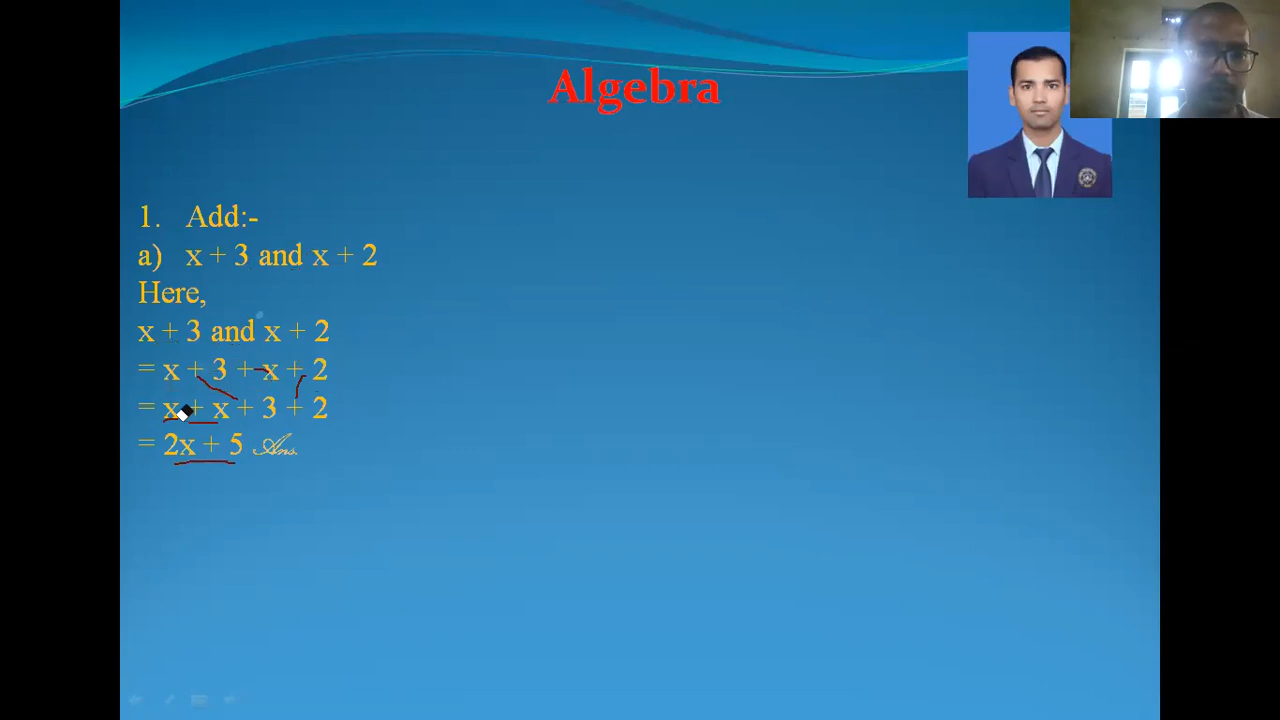 Algebra
1. Add:-
a) x + 3 and x + 2
Here,
x + 3 and x + 2
= x + 3 + x + 2
= x + x + 3 + 2
= 2x + 5 Ans.